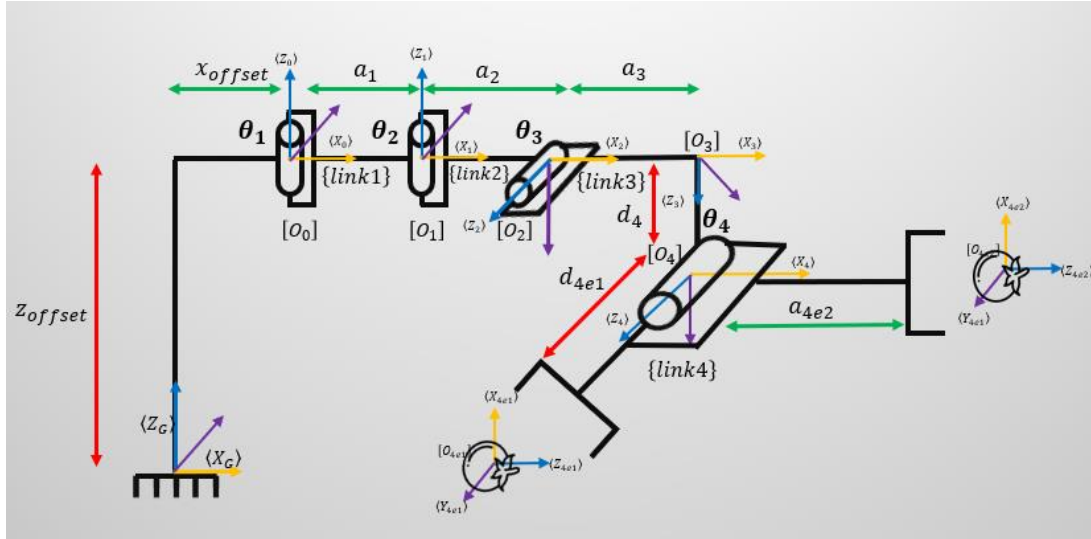 x_offset a_1 a_2 a_3
⟨Z_0⟩ ⟨Z_1⟩
θ_1 θ_2 θ_3
⟨X_0⟩ ⟨X_1⟩ ⟨X_2⟩ [O_3] ⟨X_3⟩
{link1} {link2} {link3}
[O_0] [O_1] ⟨Z_2⟩ [O_2] d_4 ⟨Z_3⟩ θ_4
[O_4] ⟨X_4⟩
⟨X_4e2⟩
⟨Z_4e2⟩
⟨Y_4e1⟩
z_offset d_4e1 a_4e2
⟨Z_4⟩
{link4}
⟨Z_G⟩ ⟨X_G⟩
⟨X_4e1⟩
[O_4e1] ⟨Z_4e1⟩
⟨Y_4e1⟩